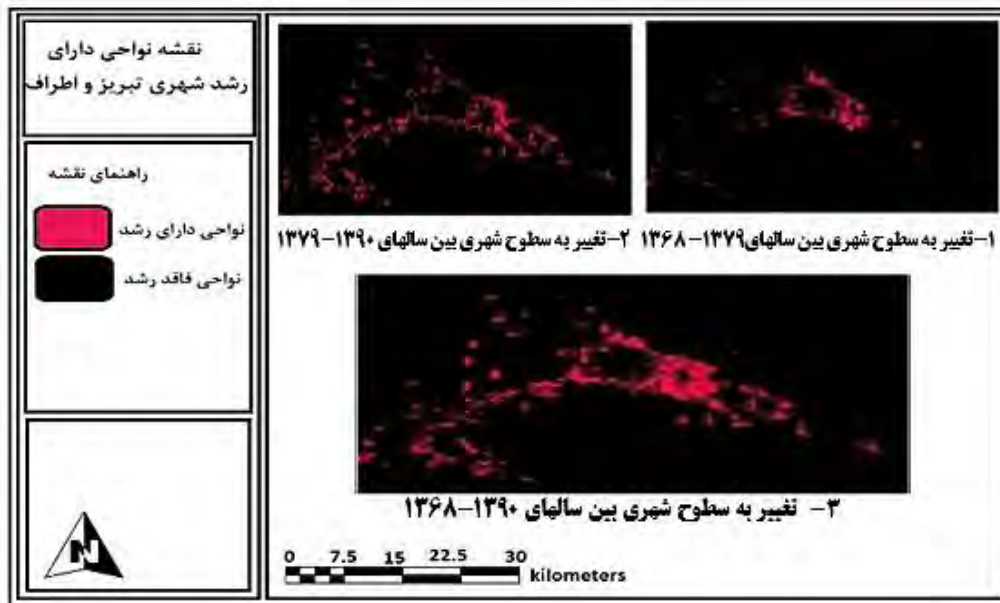 نقشه نواحی دارای
رشد شهری تبریز و اطراف
راهنمای نقشه
نواحی دارای رشد
نواحی فاقد رشد
N
۱-تغییر به سطوح شهری بین سالهای۱۳۷۹-۱۳۶۸
۲-تغییر به سطوح شهری بین سالهای ۱۳۹۰-۱۳۷۹
۳- تغییر به سطوح شهری بین سالهای ۱۳۹۰-۱۳۶۸
0 7.5 15 22.5 30
kilometers